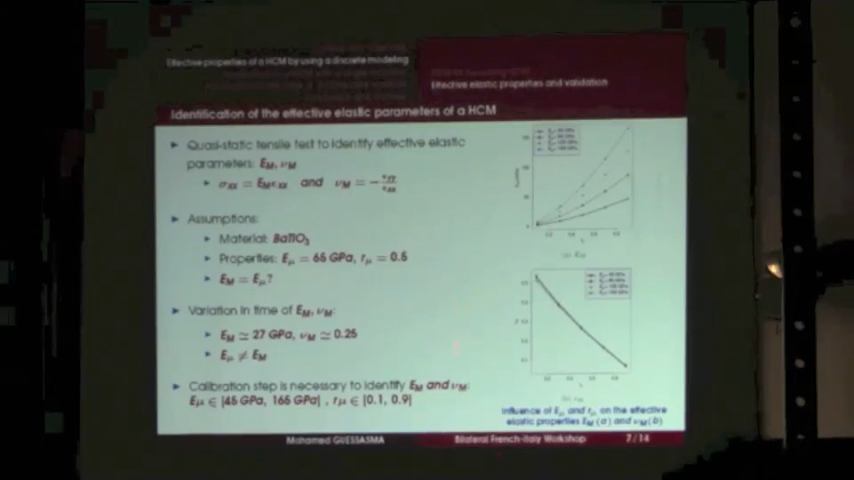 Effective properties of a HCM by using a discrete modeling
Effective elastic properties and validation
Identification of the effective elastic parameters of a HCM
► Quasi-static tensile test to identify effective elastic
parameters: E_M, ν_M
► σ_XX = E_M ε_XX and ν_M = −ε_YY/ε_XX
► Assumptions:
► Material: BaTiO₃
► Properties: E_μ = 65 GPa, r_μ = 0.5
► E_M = E_μ?
► Variation in time of E_M, ν_M:
► E_M ≃ 27 GPa, ν_M ≃ 0.25
► E_μ ≠ E_M
► Calibration step is necessary to identify E_M and ν_M:
E_μ ∈ [45 GPa, 165 GPa], r_μ ∈ [0.1, 0.9]
(a) E_M
(b) ν_M
Influence of E_μ and r_μ on the effective
elastic properties E_M (a) and ν_M (b)
Mohamed GUESSASMA
Bilateral French-Italy Workshop
7 / 14